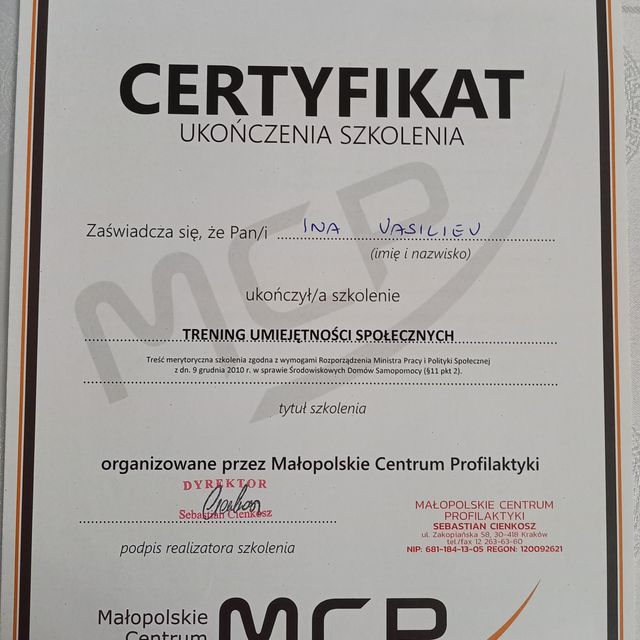 CERTYFIKAT
UKOŃCZENIA SZKOLENIA
Zaświadcza się, że Pan/i INA VASILIEV
(imię i nazwisko)
ukończył/a szkolenie
TRENING UMIEJĘTNOŚCI SPOŁECZNYCH
Treść merytoryczna szkolenia zgodna z wymogami Rozporządzenia Ministra Pracy i Polityki Społecznej
z dn. 9 grudnia 2010 r. w sprawie Środowiskowych Domów Samopomocy (§11 pkt 2).
tytuł szkolenia
organizowane przez Małopolskie Centrum Profilaktyki
DYREKTOR
Sebastian Cienkosz
podpis realizatora szkolenia
MAŁOPOLSKIE CENTRUM
PROFILAKTYKI
SEBASTIAN CIENKOSZ
ul. Zakopiańska 58, 30-418 Kraków
tel./fax 12 263-63-60
NIP: 681-184-13-05 REGON: 120092621
Małopolskie
Centrum
MCP